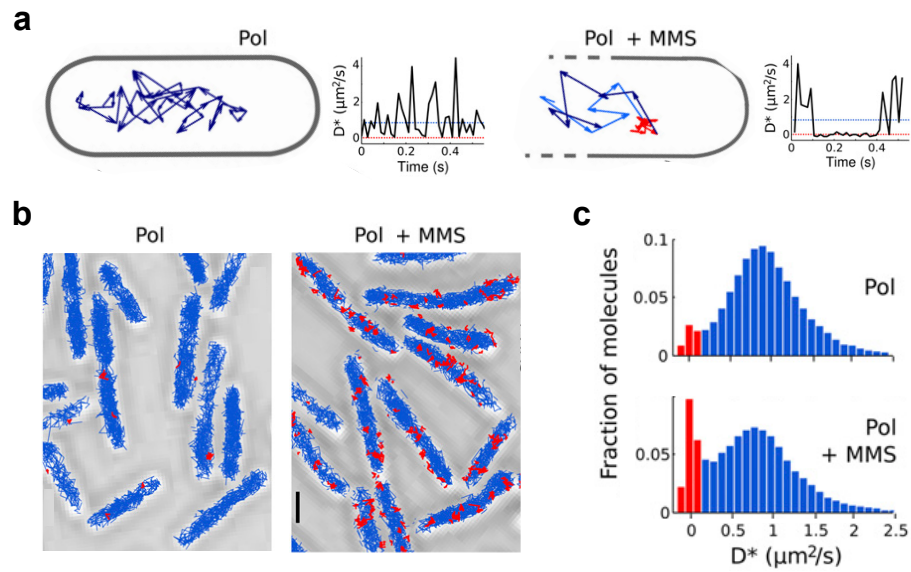 a
Pol
Pol + MMS
D* (μm²/s)
4
2
0
0 0.2 0.4
Time (s)
D* (μm²/s)
4
2
0
0 0.2 0.4
Time (s)
b
Pol
Pol + MMS
c
Fraction of molecules
0.1
0.05
0
Pol
0.05
0
Pol
+ MMS
0 0.5 1 1.5 2 2.5
D* (μm²/s)